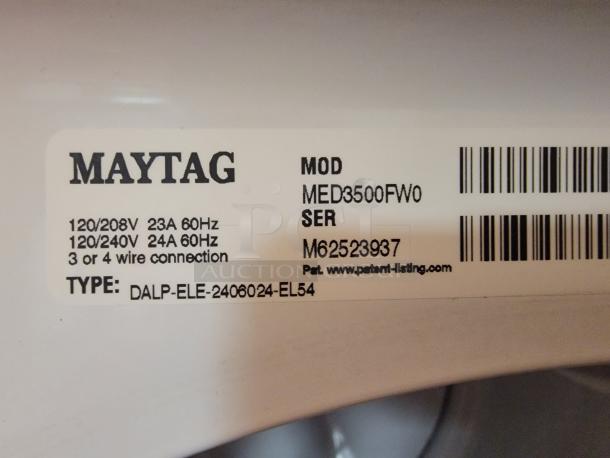 MAYTAG
120/208V 23A 60Hz
120/240V 24A 60Hz
3 or 4 wire connection
TYPE: DALP-ELE-2406024-EL54
MOD
MED3500FW0
SER
M62523937
Pat. www.patent-listing.com